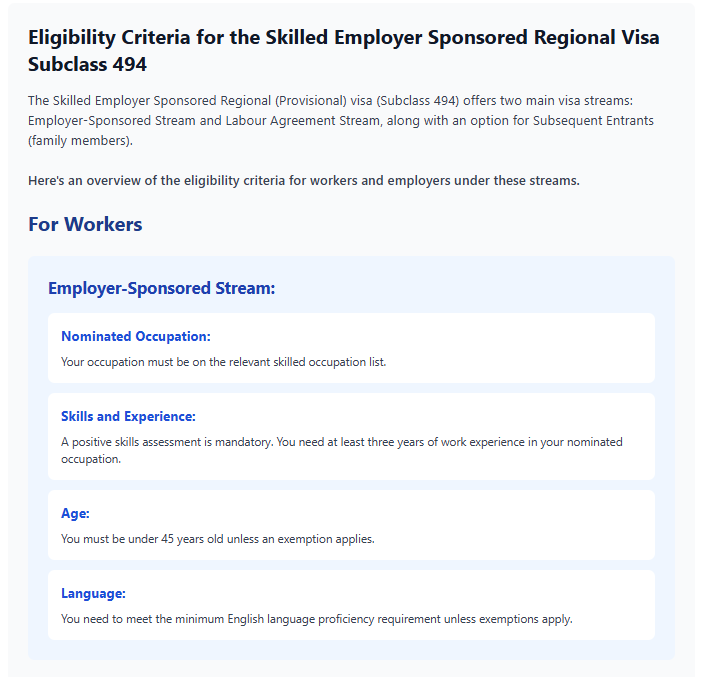 Eligibility Criteria for the Skilled Employer Sponsored Regional Visa
Subclass 494
The Skilled Employer Sponsored Regional (Provisional) visa (Subclass 494) offers two main visa streams:
Employer-Sponsored Stream and Labour Agreement Stream, along with an option for Subsequent Entrants
(family members).
Here's an overview of the eligibility criteria for workers and employers under these streams.
For Workers
Employer-Sponsored Stream:
Nominated Occupation:
Your occupation must be on the relevant skilled occupation list.
Skills and Experience:
A positive skills assessment is mandatory. You need at least three years of work experience in your nominated
occupation.
Age:
You must be under 45 years old unless an exemption applies.
Language:
You need to meet the minimum English language proficiency requirement unless exemptions apply.